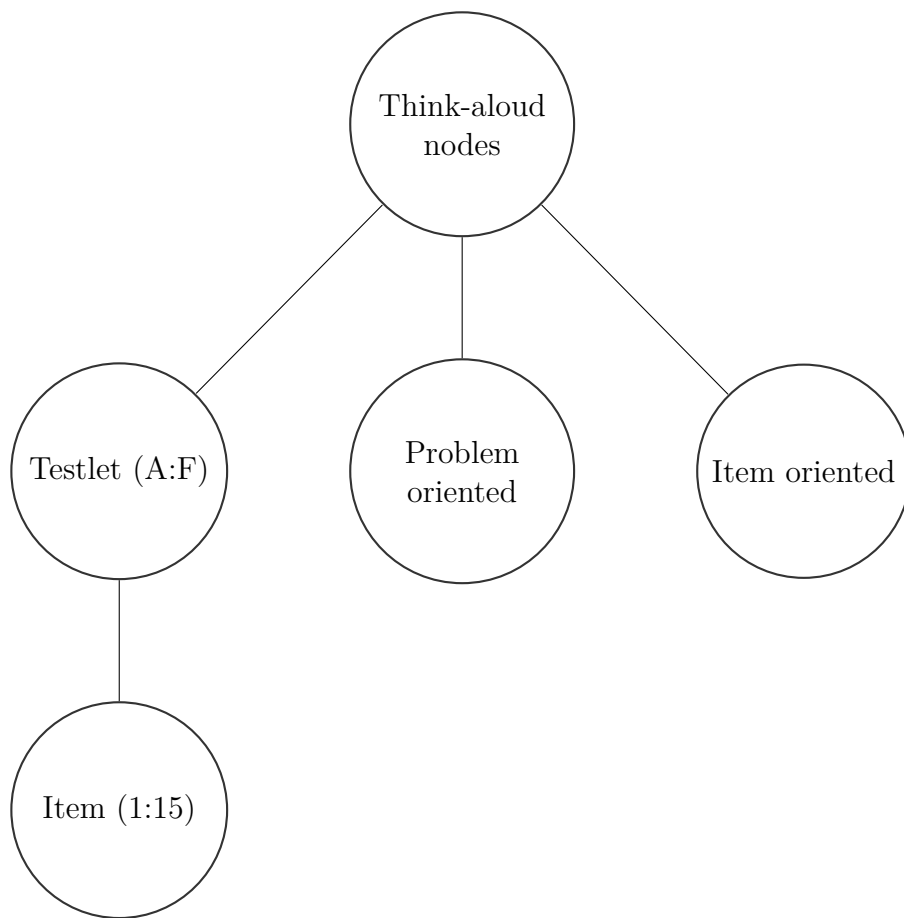 Think-aloud
nodes
Testlet (A:F)
Problem
oriented
Item oriented
Item (1:15)